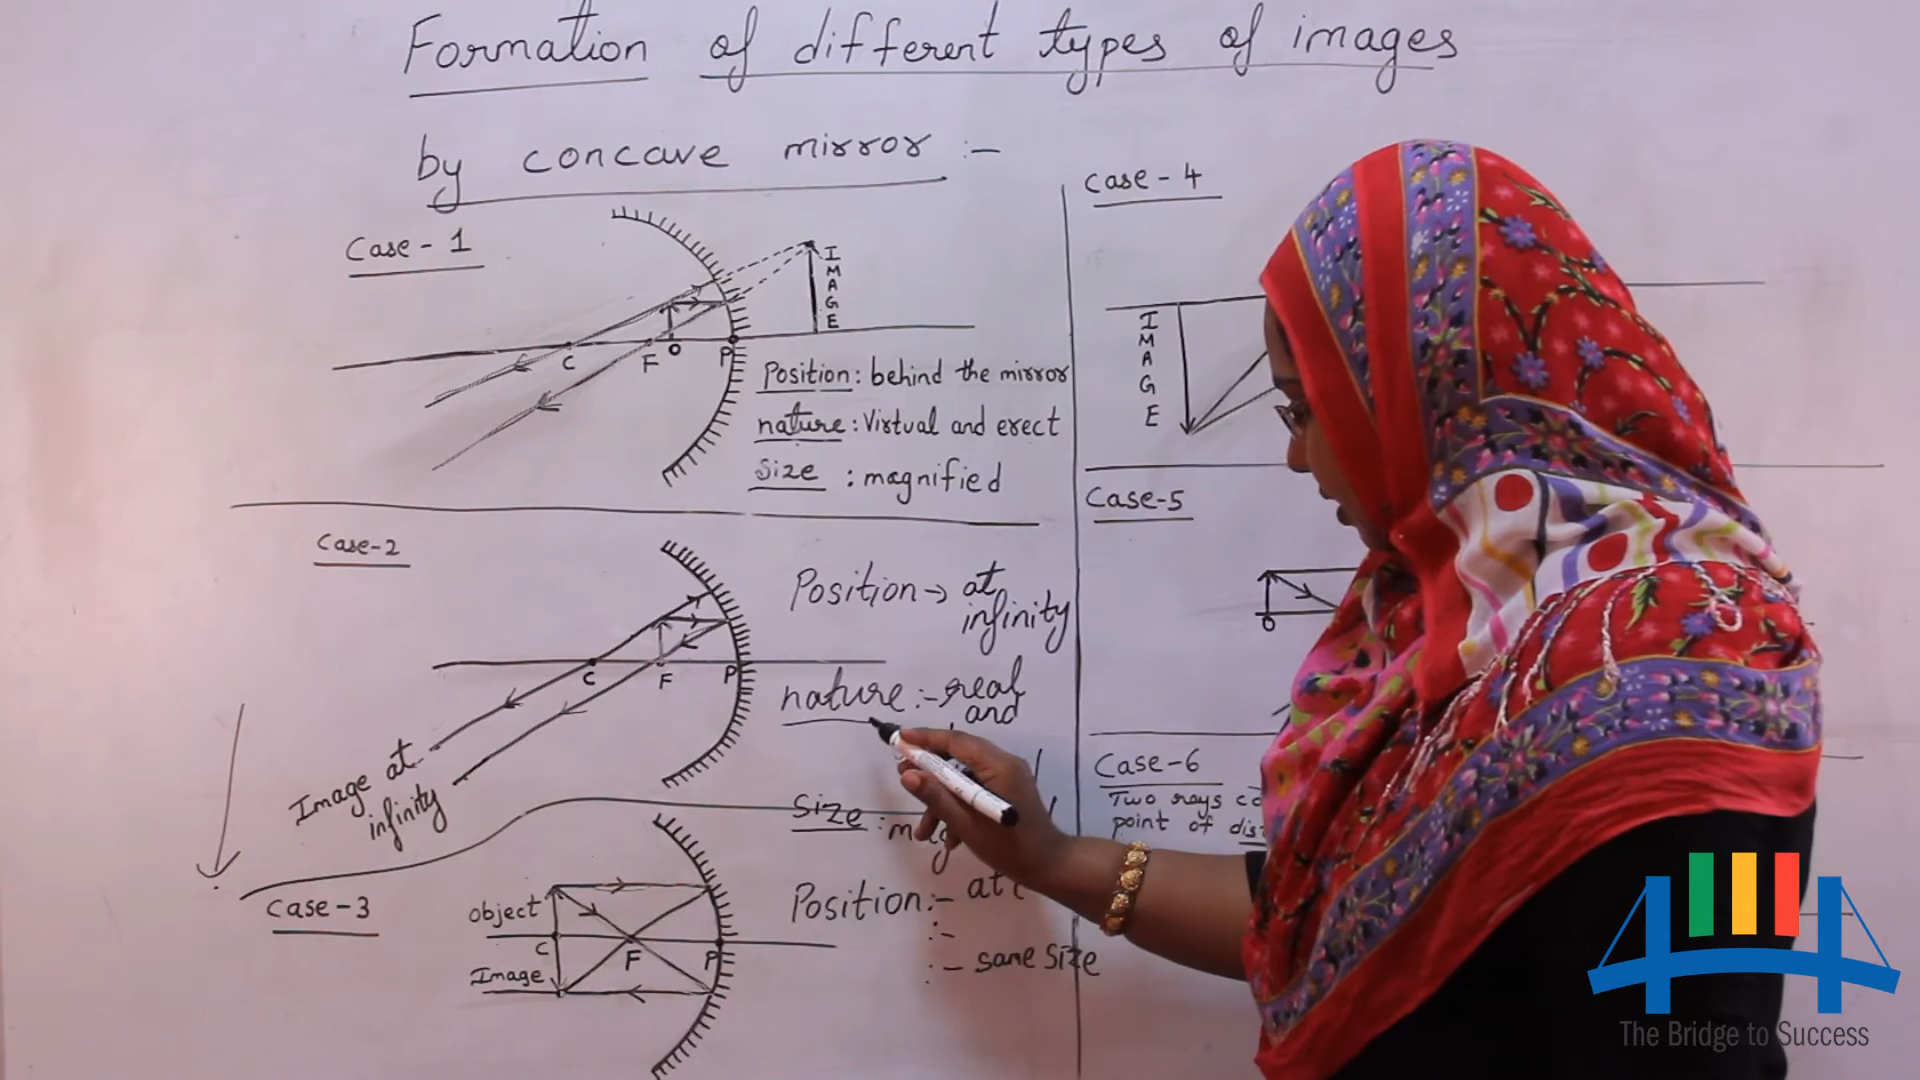 Formation of different types of images
by concave mirror :-
Case - 1
IMAGE
C F O P
Position : behind the mirror
nature : Virtual and erect
Size : magnified
Case-2
C F P
Image at
infinity
Position → at
infinity
nature :- real
and
Size :
Case-3
Object
C F P
Image
Position :- at
:-
:- same size
Case - 4
IMAGE
Case-5
O
Case-6
Two rays
point of
The Bridge to Success